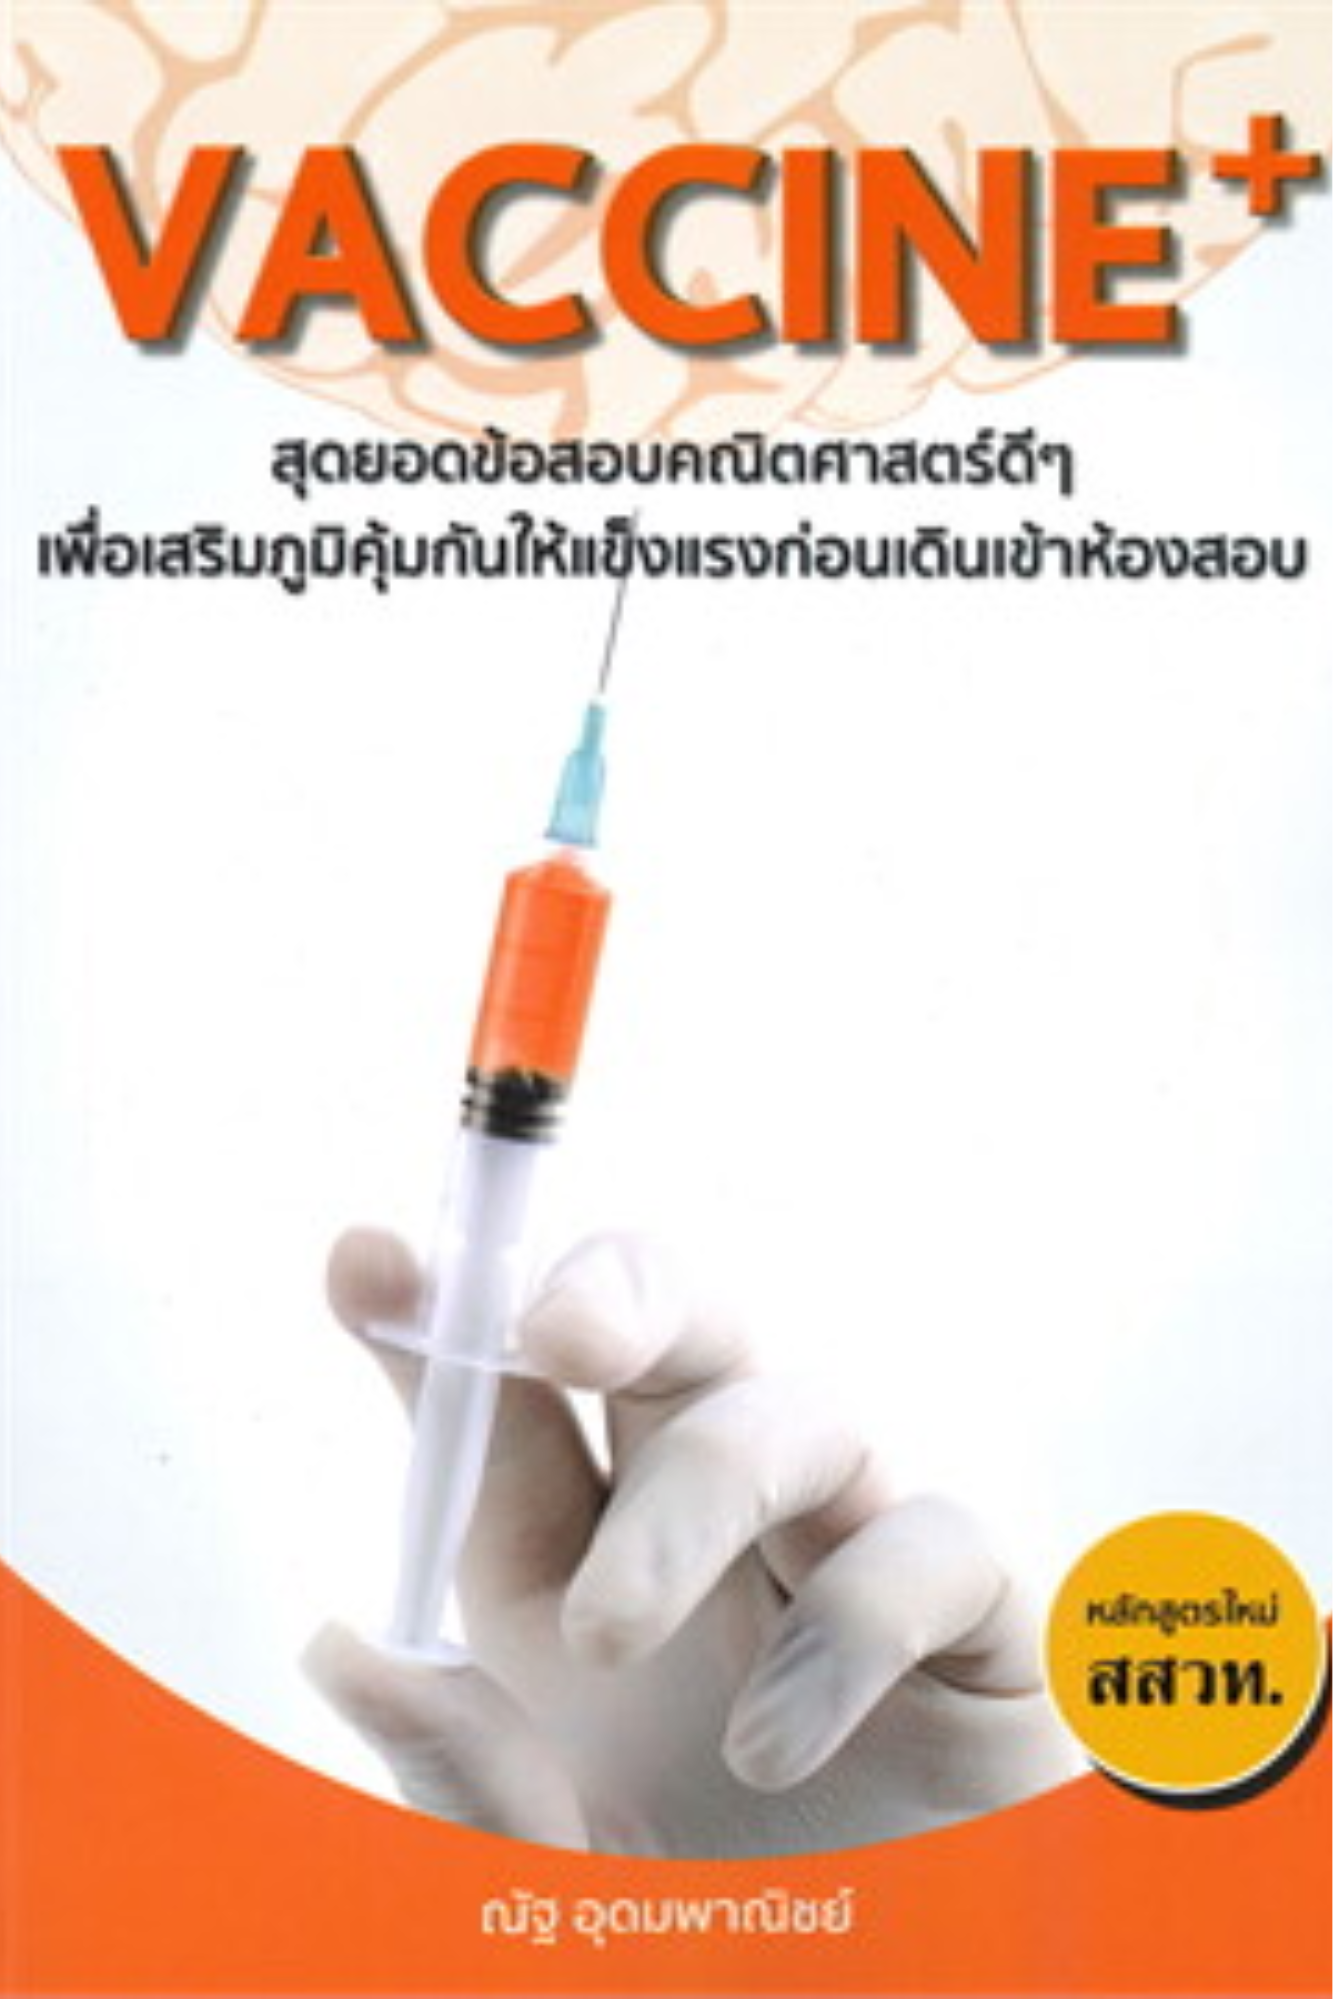 VACCINE+
สุดยอดข้อสอบคณิตศาสตร์ดีๆ
เพื่อเสริมภูมิคุ้มกันให้แข็งแรงก่อนเดินเข้าห้องสอบ
หลักสูตรใหม่
สสวท.
ณัฐ อุดมพาณิชย์